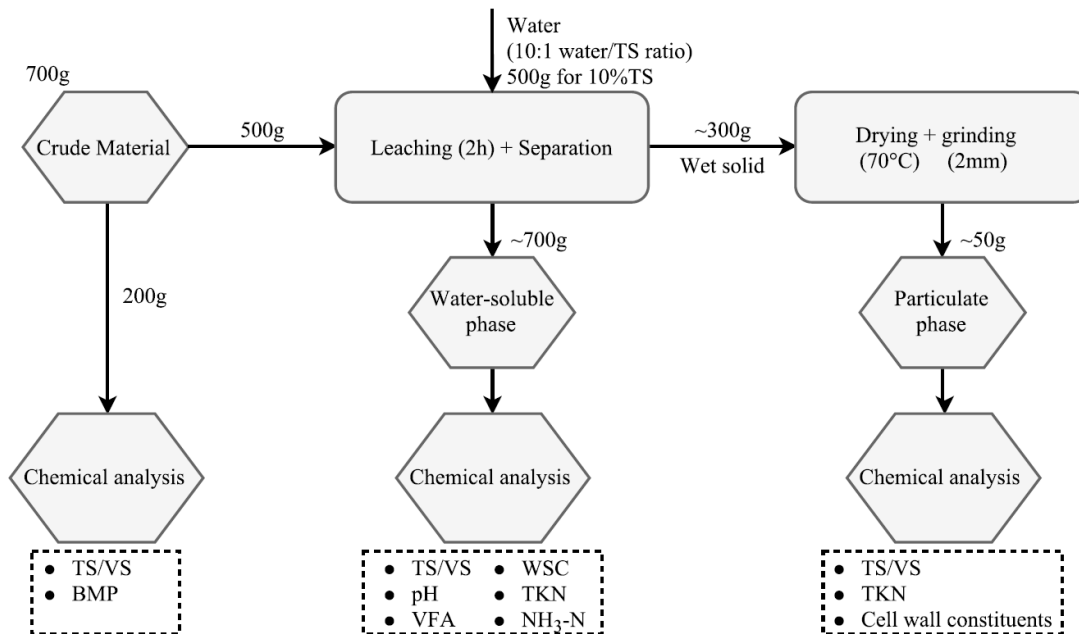 Water
(10:1 water/TS ratio)
500g for 10%TS
700g
Crude Material
500g
Leaching (2h) + Separation
~300g
Wet solid
Drying + grinding
(70°C) (2mm)
200g
~700g
Water-soluble
phase
~50g
Particulate
phase
Chemical analysis
Chemical analysis
Chemical analysis
● TS/VS
● BMP
● TS/VS ● WSC
● pH ● TKN
● VFA ● NH₃-N
● TS/VS
● TKN
● Cell wall constituents